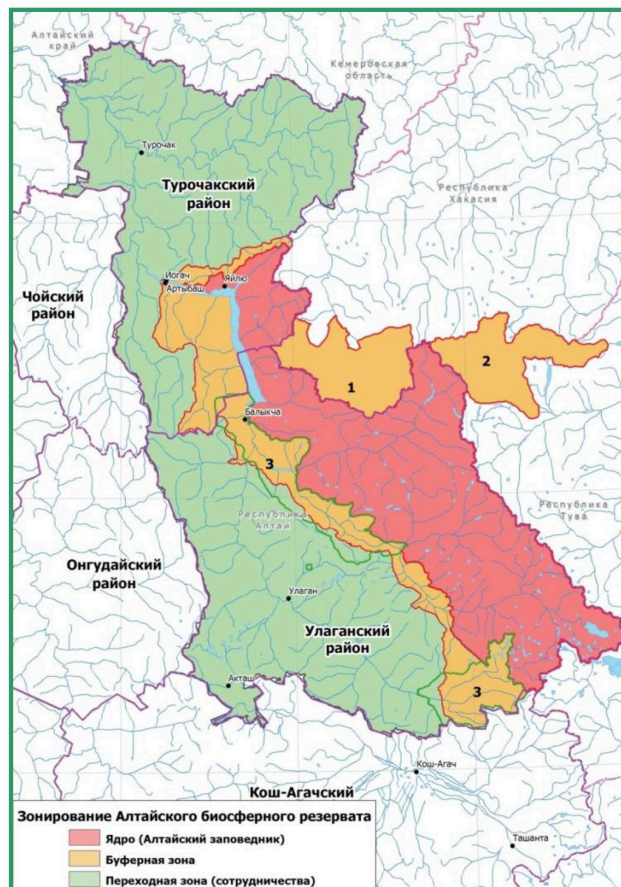 Алтайский
край
Кемеровская
область
Турочак
Турочакский
район
Республика
Хакасия
Иогач
Артыбаш
Яйлю
Чойский
район
1
2
Балыкча
3
Республика
Алтай
Республика
Тува
Онгудайский
район
Улаган
Улаганский
район
Акташ
3
Кош-Агач
Кош-Агачский
Ташанта
Зонирование Алтайского биосферного резервата
Ядро (Алтайский заповедник)
Буферная зона
Переходная зона (сотрудничества)